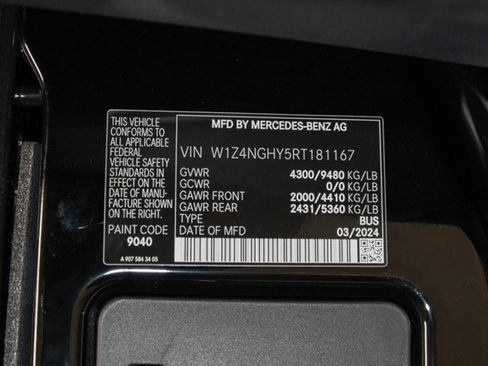 THIS VEHICLE
CONFORMS TO
ALL APPLICABLE
FEDERAL
VEHICLE SAFETY
STANDARDS IN
EFFECT ON THE
DATE OF MANU-
FACTURE SHOWN
PAINT CODE
9040
A 907 584 34 05
MFD BY MERCEDES-BENZ AG
VIN W1Z4NGHY5RT181167
GVWR 4300/9480 KG/LB
GCWR 0/0 KG/LB
GAWR FRONT 2000/4410 KG/LB
GAWR REAR 2431/5360 KG/LB
TYPE BUS
DATE OF MFD 03/2024